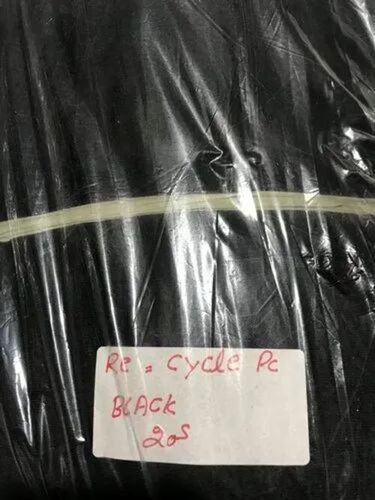 Re = Cycle Pc
BLACK
20s